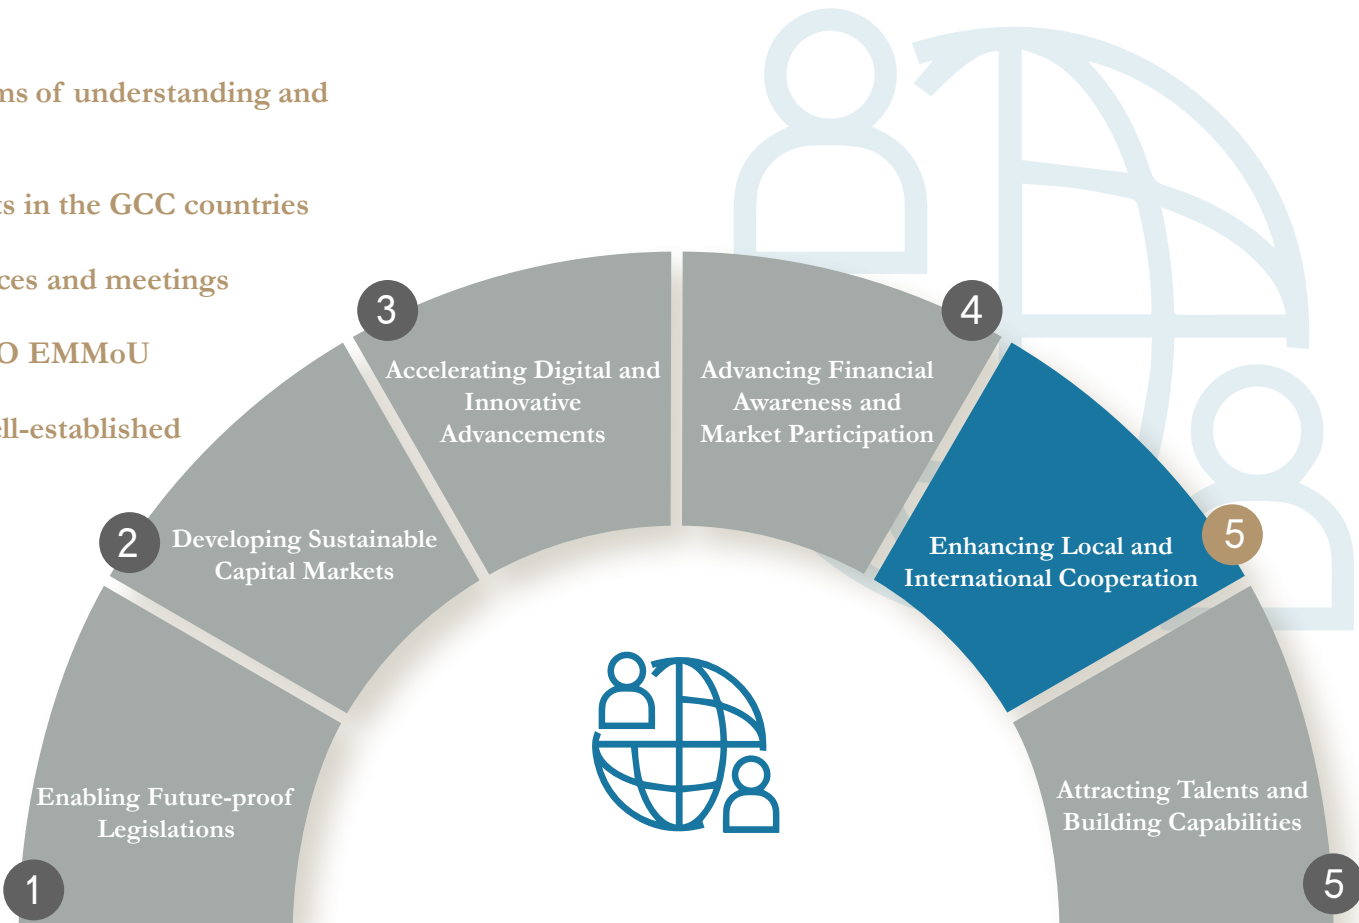 ms of understanding and
ts in the GCC countries
ces and meetings
O EMMoU
ell-established
3
4
Accelerating Digital and
Innovative
Advancements
Advancing Financial
Awareness and
Market Participation
2
Developing Sustainable
Capital Markets
5
Enhancing Local and
International Cooperation
Enabling Future-proof
Legislations
1
Attracting Talents and
Building Capabilities
5